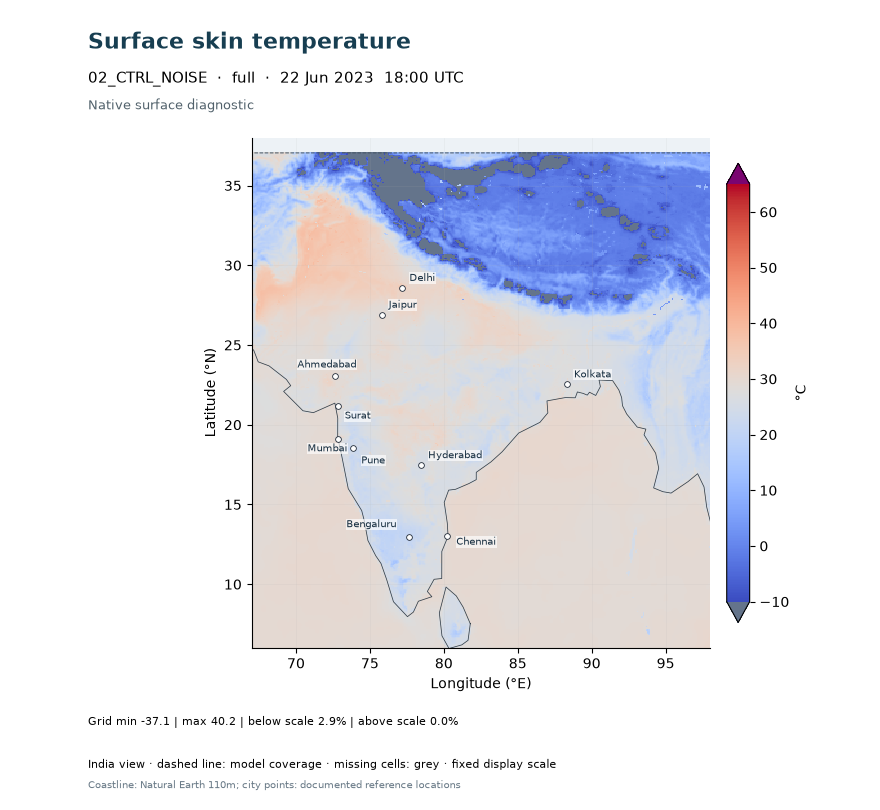 Surface skin temperature
02_CTRL_NOISE · full · 22 Jun 2023 18:00 UTC
Native surface diagnostic
35
30
25
20
15
10
Latitude (°N)
Delhi
Jaipur
Ahmedabad
Kolkata
Surat
Mumbai
Pune
Hyderabad
Bengaluru
Chennai
70
75
80
85
90
95
Longitude (°E)
60
50
40
30
20
10
0
−10
°C
Grid min -37.1 | max 40.2 | below scale 2.9% | above scale 0.0%
India view · dashed line: model coverage · missing cells: grey · fixed display scale
Coastline: Natural Earth 110m; city points: documented reference locations